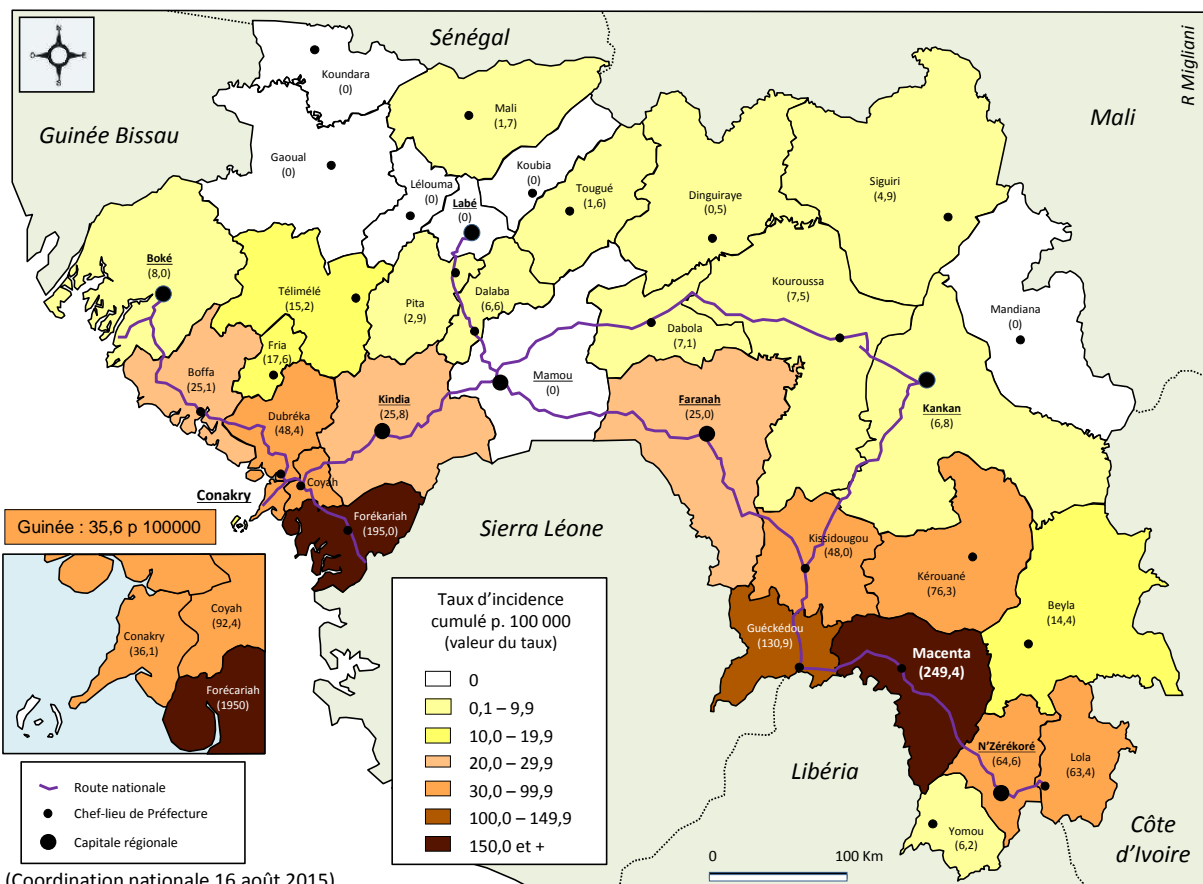 Sénégal
R Migliani
Koundara
(0)
Mali
(1,7)
Mali
Guinée Bissau
Gaoual
(0)
Koubia
(0)
Lélouma
(0)
Tougué
(1,6)
Dinguiraye
(0,5)
Siguiri
(4,9)
Labé
(0)
Boké
(8,0)
Télimélé
(15,2)
Pita
(2,9)
Dalaba
(6,6)
Kouroussa
(7,5)
Mandiana
(0)
Fria
(17,6)
Dabola
(7,1)
Boffa
(25,1)
Mamou
(0)
Kindia
(25,8)
Faranah
(25,0)
Kankan
(6,8)
Dubréka
(48,4)
Coyah
Conakry
Forékariah
(195,0)
Guinée : 35,6 p 100000
Sierra Léone
Kissidougou
(48,0)
Kérouané
(76,3)
Beyla
(14,4)
Guéckédou
(130,9)
Macenta
(249,4)
N'Zérékoré
(64,6)
Lola
(63,4)
Libéria
Yomou
(6,2)
Côte
d'Ivoire
Coyah
(92,4)
Conakry
(36,1)
Forécariah
(1950)
Taux d'incidence
cumulé p. 100 000
(valeur du taux)
0
0,1 – 9,9
10,0 – 19,9
20,0 – 29,9
30,0 – 99,9
100,0 – 149,9
150,0 et +
Route nationale
Chef-lieu de Préfecture
Capitale régionale
0 100 Km
(Coordination nationale 16 août 2015)